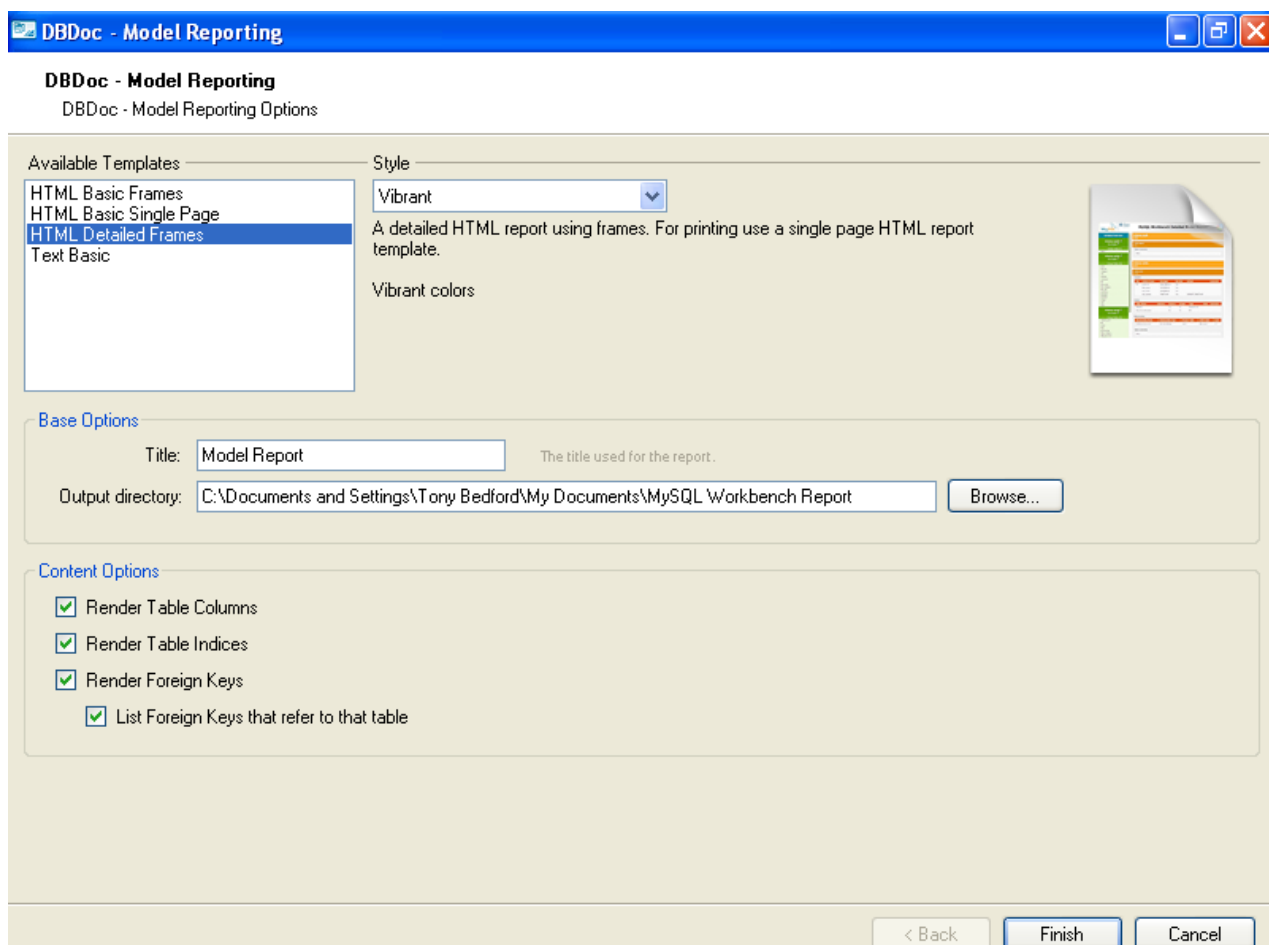 DBDoc - Model Reporting
DBDoc - Model Reporting
DBDoc - Model Reporting Options
Available Templates
HTML Basic Frames
HTML Basic Single Page
HTML Detailed Frames
Text Basic
Style
Vibrant
A detailed HTML report using frames. For printing use a single page HTML report
template.
Vibrant colors
Base Options
Title: Model Report The title used for the report.
Output directory: C:\Documents and Settings\Tony Bedford\My Documents\MySQL Workbench Report Browse...
Content Options
Render Table Columns
Render Table Indices
Render Foreign Keys
List Foreign Keys that refer to that table
< Back Finish Cancel